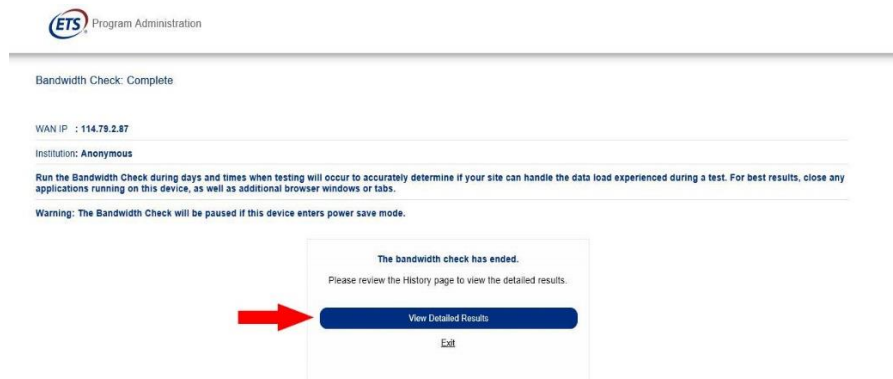 ETS Program Administration
Bandwidth Check: Complete
WAN IP : 114.79.2.87
Institution: Anonymous
Run the Bandwidth Check during days and times when testing will occur to accurately determine if your site can handle the data load experienced during a test. For best results, close any
applications running on this device, as well as additional browser windows or tabs.
Warning: The Bandwidth Check will be paused if this device enters power save mode.
The bandwidth check has ended.
Please review the History page to view the detailed results.
View Detailed Results
Exit